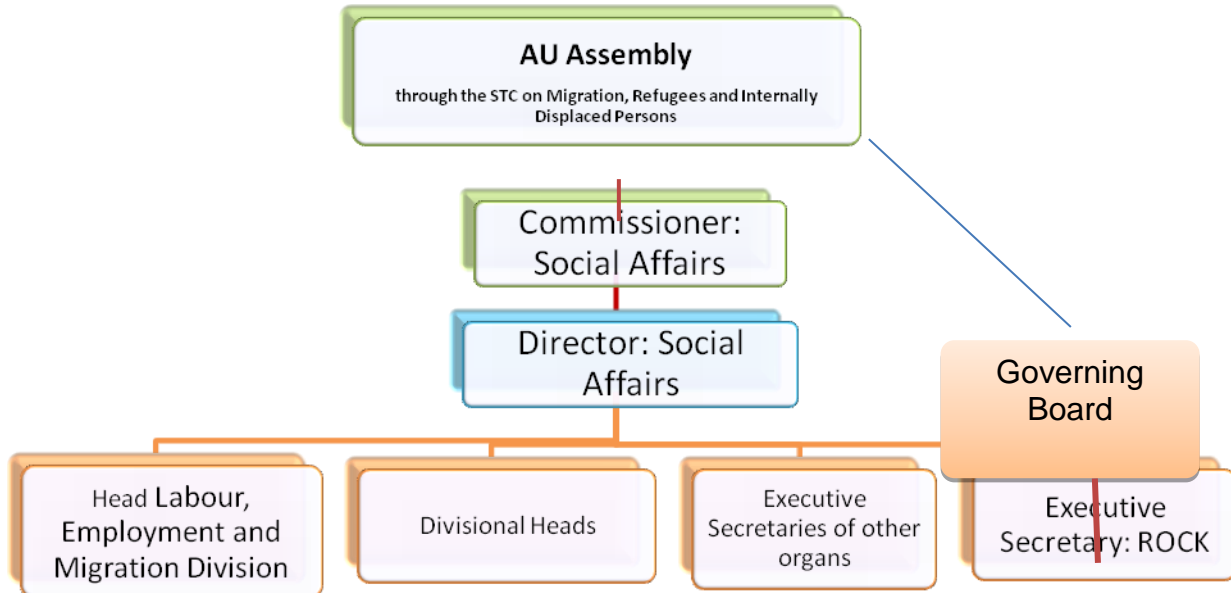 AU Assembly
through the STC on Migration, Refugees and Internally
Displaced Persons
Commissioner:
Social Affairs
Director: Social
Affairs
Governing
Board
Head Labour,
Employment and
Migration Division
Divisional Heads
Executive
Secretaries of other
organs
Executive
Secretary: ROCK